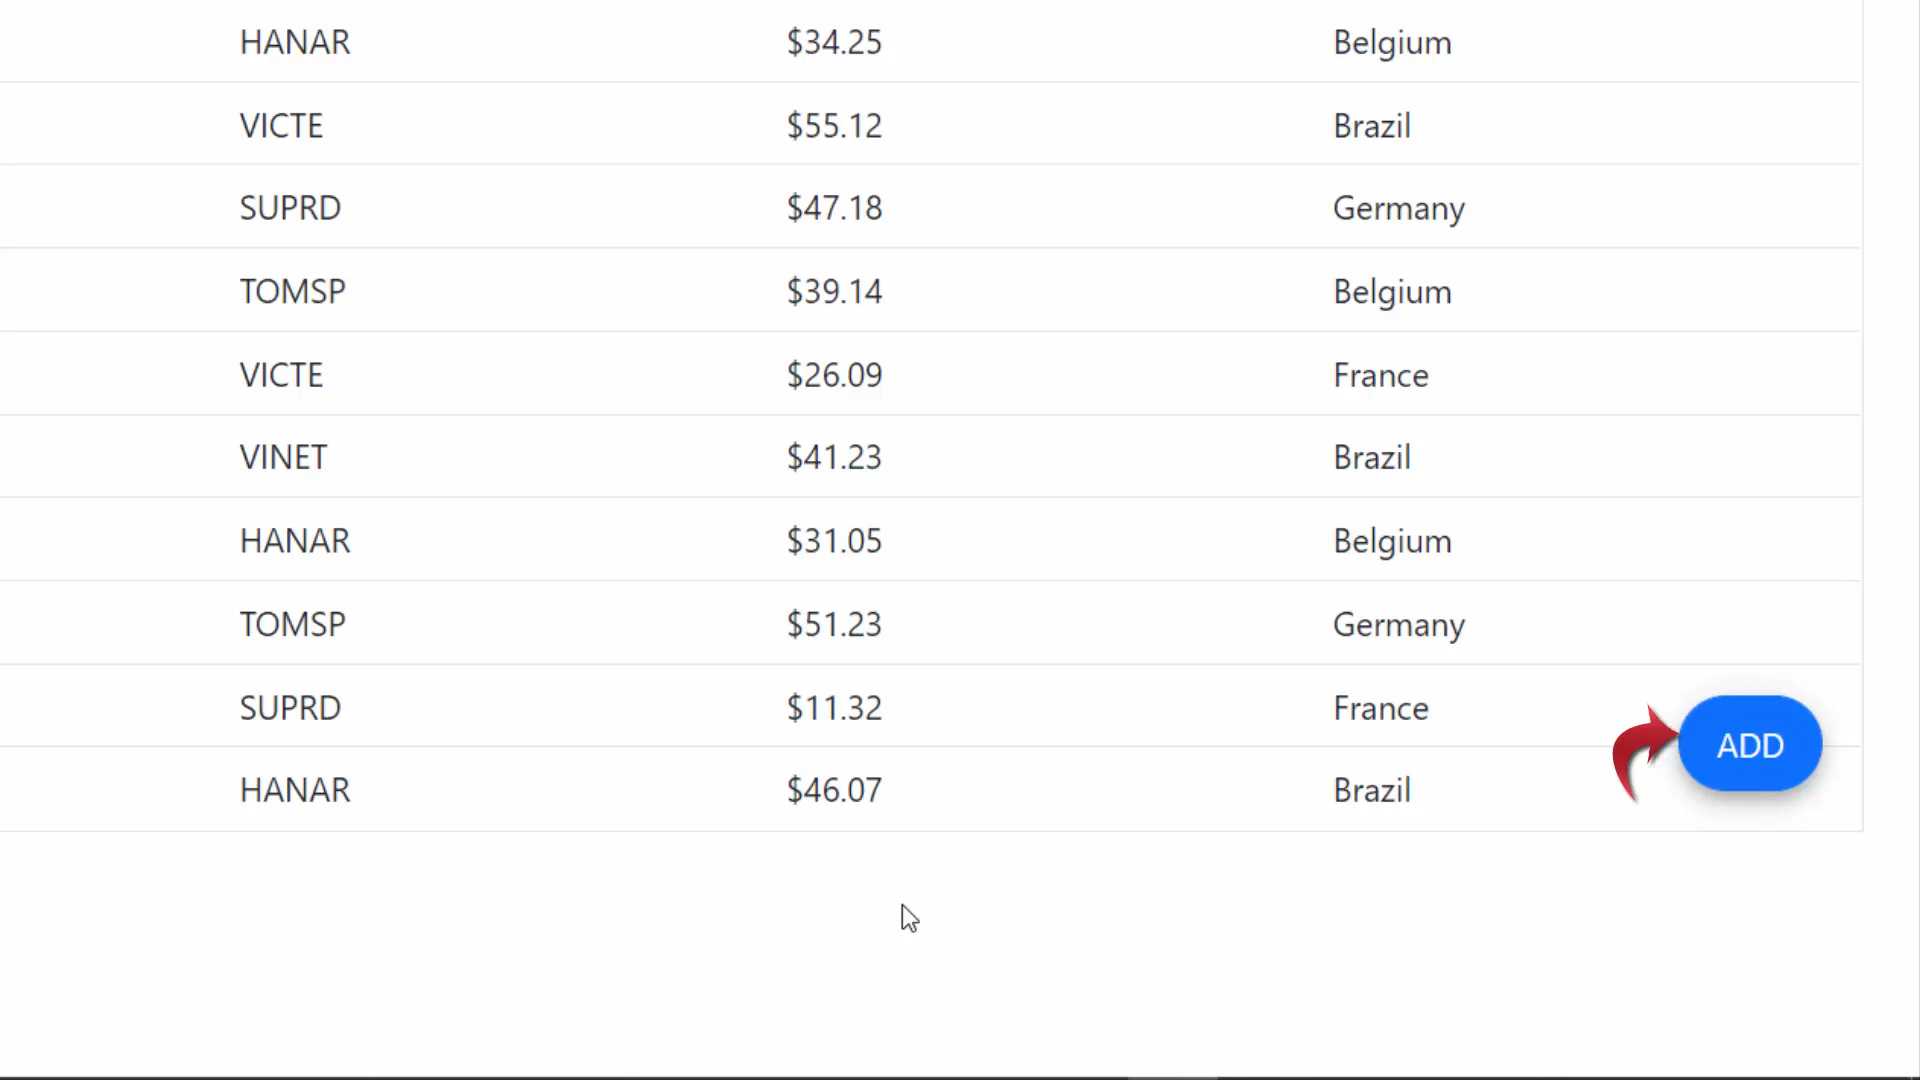 HANAR $34.25 Belgium
VICTE $55.12 Brazil
SUPRD $47.18 Germany
TOMSP $39.14 Belgium
VICTE $26.09 France
VINET $41.23 Brazil
HANAR $31.05 Belgium
TOMSP $51.23 Germany
SUPRD $11.32 France
ADD
HANAR $46.07 Brazil